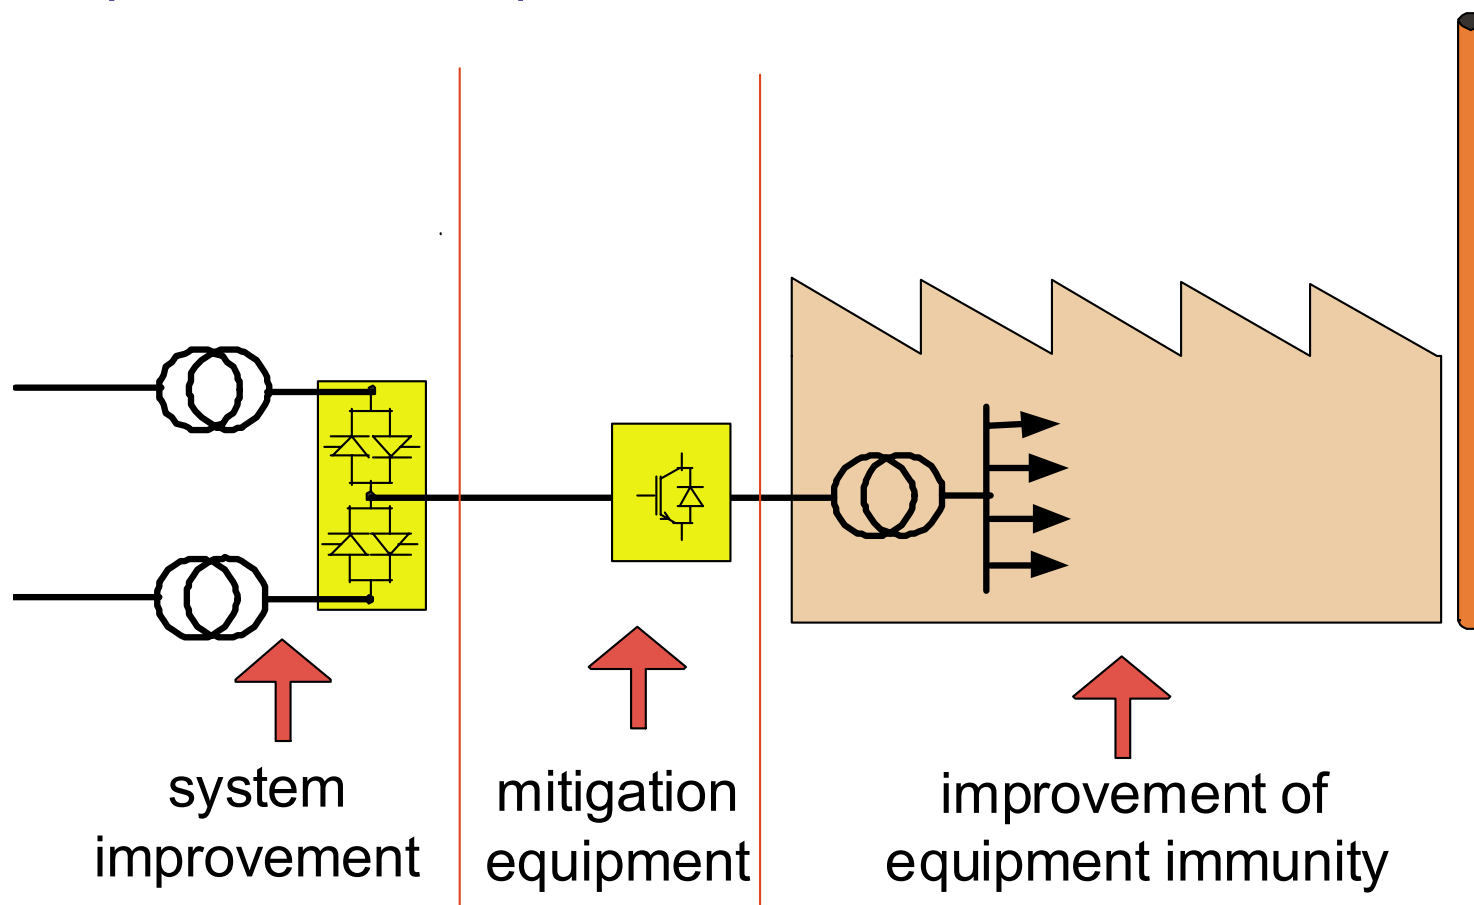 system
improvement
mitigation
equipment
improvement of
equipment immunity